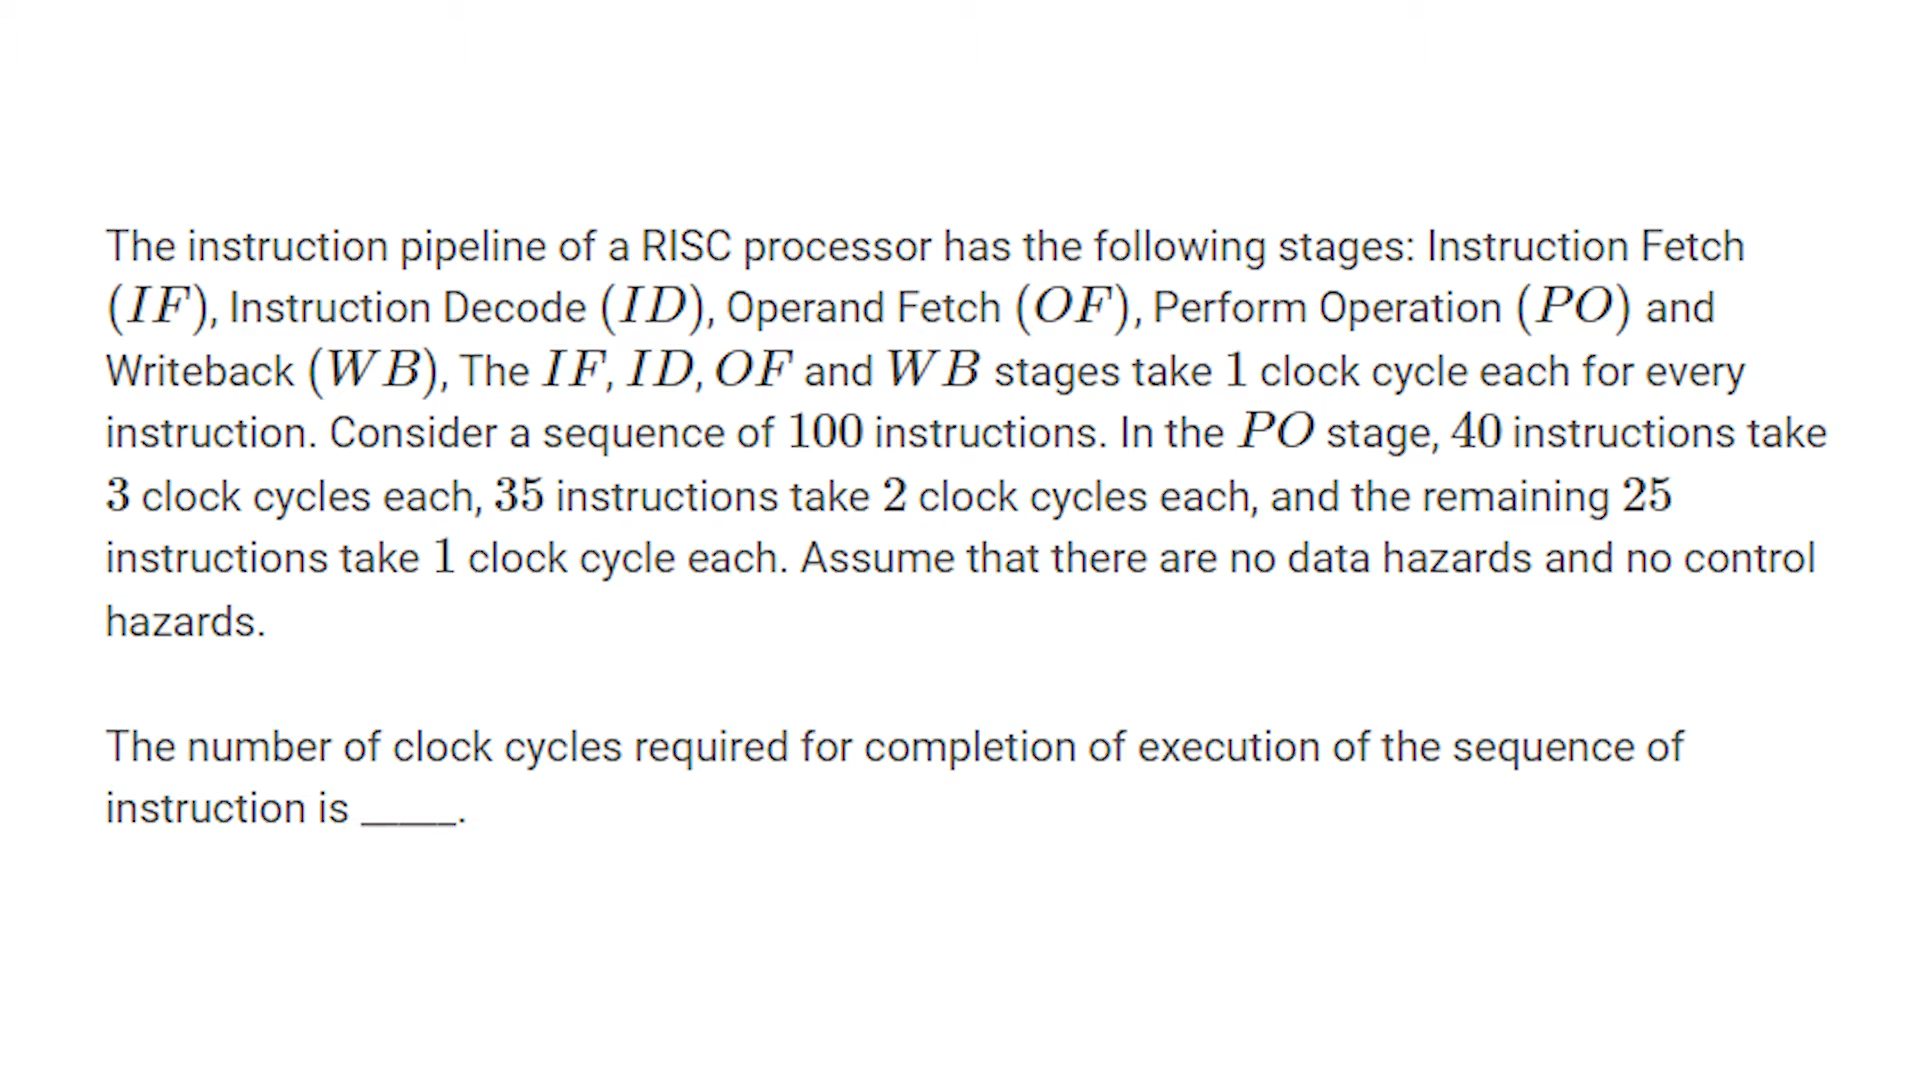 The instruction pipeline of a RISC processor has the following stages: Instruction Fetch
(IF), Instruction Decode (ID), Operand Fetch (OF), Perform Operation (PO) and
Writeback (WB), The IF, ID, OF and WB stages take 1 clock cycle each for every
instruction. Consider a sequence of 100 instructions. In the PO stage, 40 instructions take
3 clock cycles each, 35 instructions take 2 clock cycles each, and the remaining 25
instructions take 1 clock cycle each. Assume that there are no data hazards and no control
hazards.
The number of clock cycles required for completion of execution of the sequence of
instruction is _____.